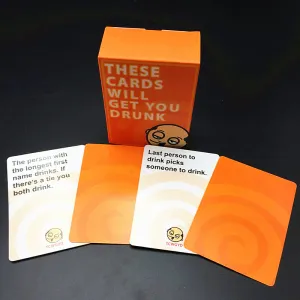 THESE
CARDS
WILL
GET YOU
DRUNK
The person with
the longest first
name drinks. If
there's a tie you
both drink.
Last person to
drink picks
someone to drink.